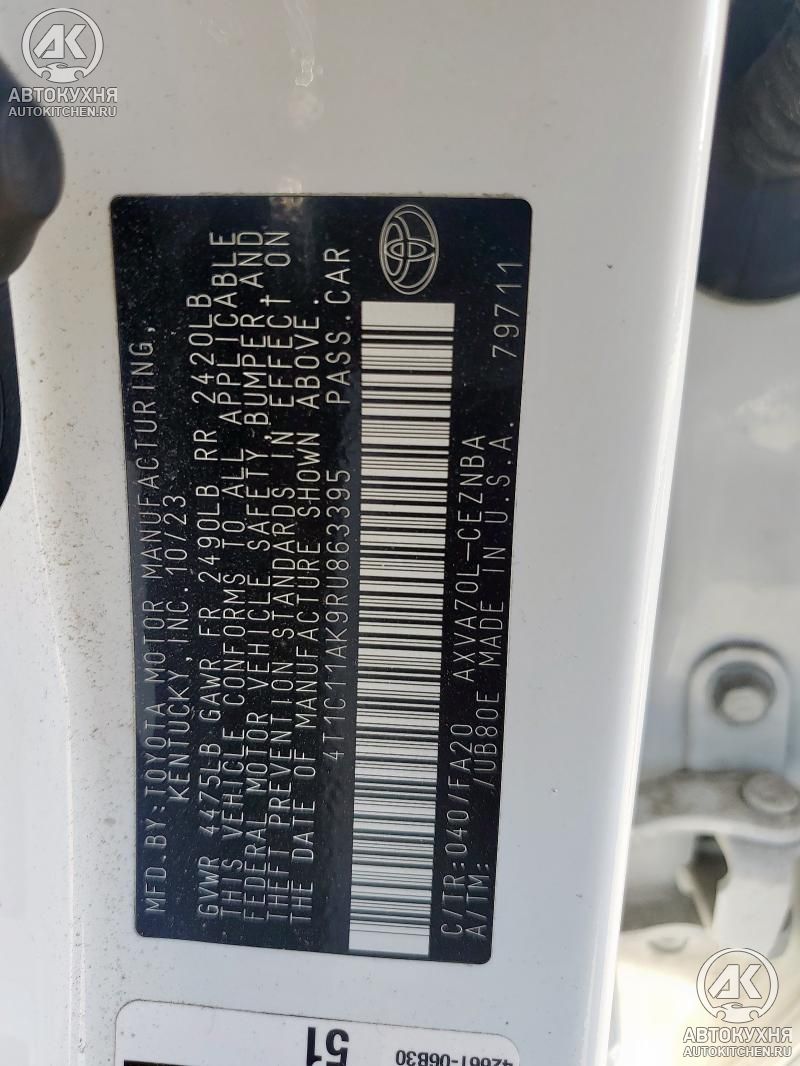 AK
АВТОКУХНЯ
AUTOKITCHEN.RU
MFD.BY:TOYOTA MOTOR MANUFACTURING,
KENTUCKY, INC. 10/23
GVWR 4475LB GAWR FR 2490LB RR 2420LB
THIS VEHICLE CONFORMS TO ALL APPLICABLE
FEDERAL MOTOR VEHICLE SAFETY,BUMPER,AND
THEFT PREVENTION STANDARDS IN EFFECT ON
THE DATE OF MANUFACTURE SHOWN ABOVE.
4T1C11AK9RU863395 PASS.CAR
C/TR:040/FA20 AXVA70L-CEZNBA
A/TM: /UB80E MADE IN U.S.A. 79711
51
42661-06B30
AK
АВТОКУХНЯ
AUTOKITCHEN.RU